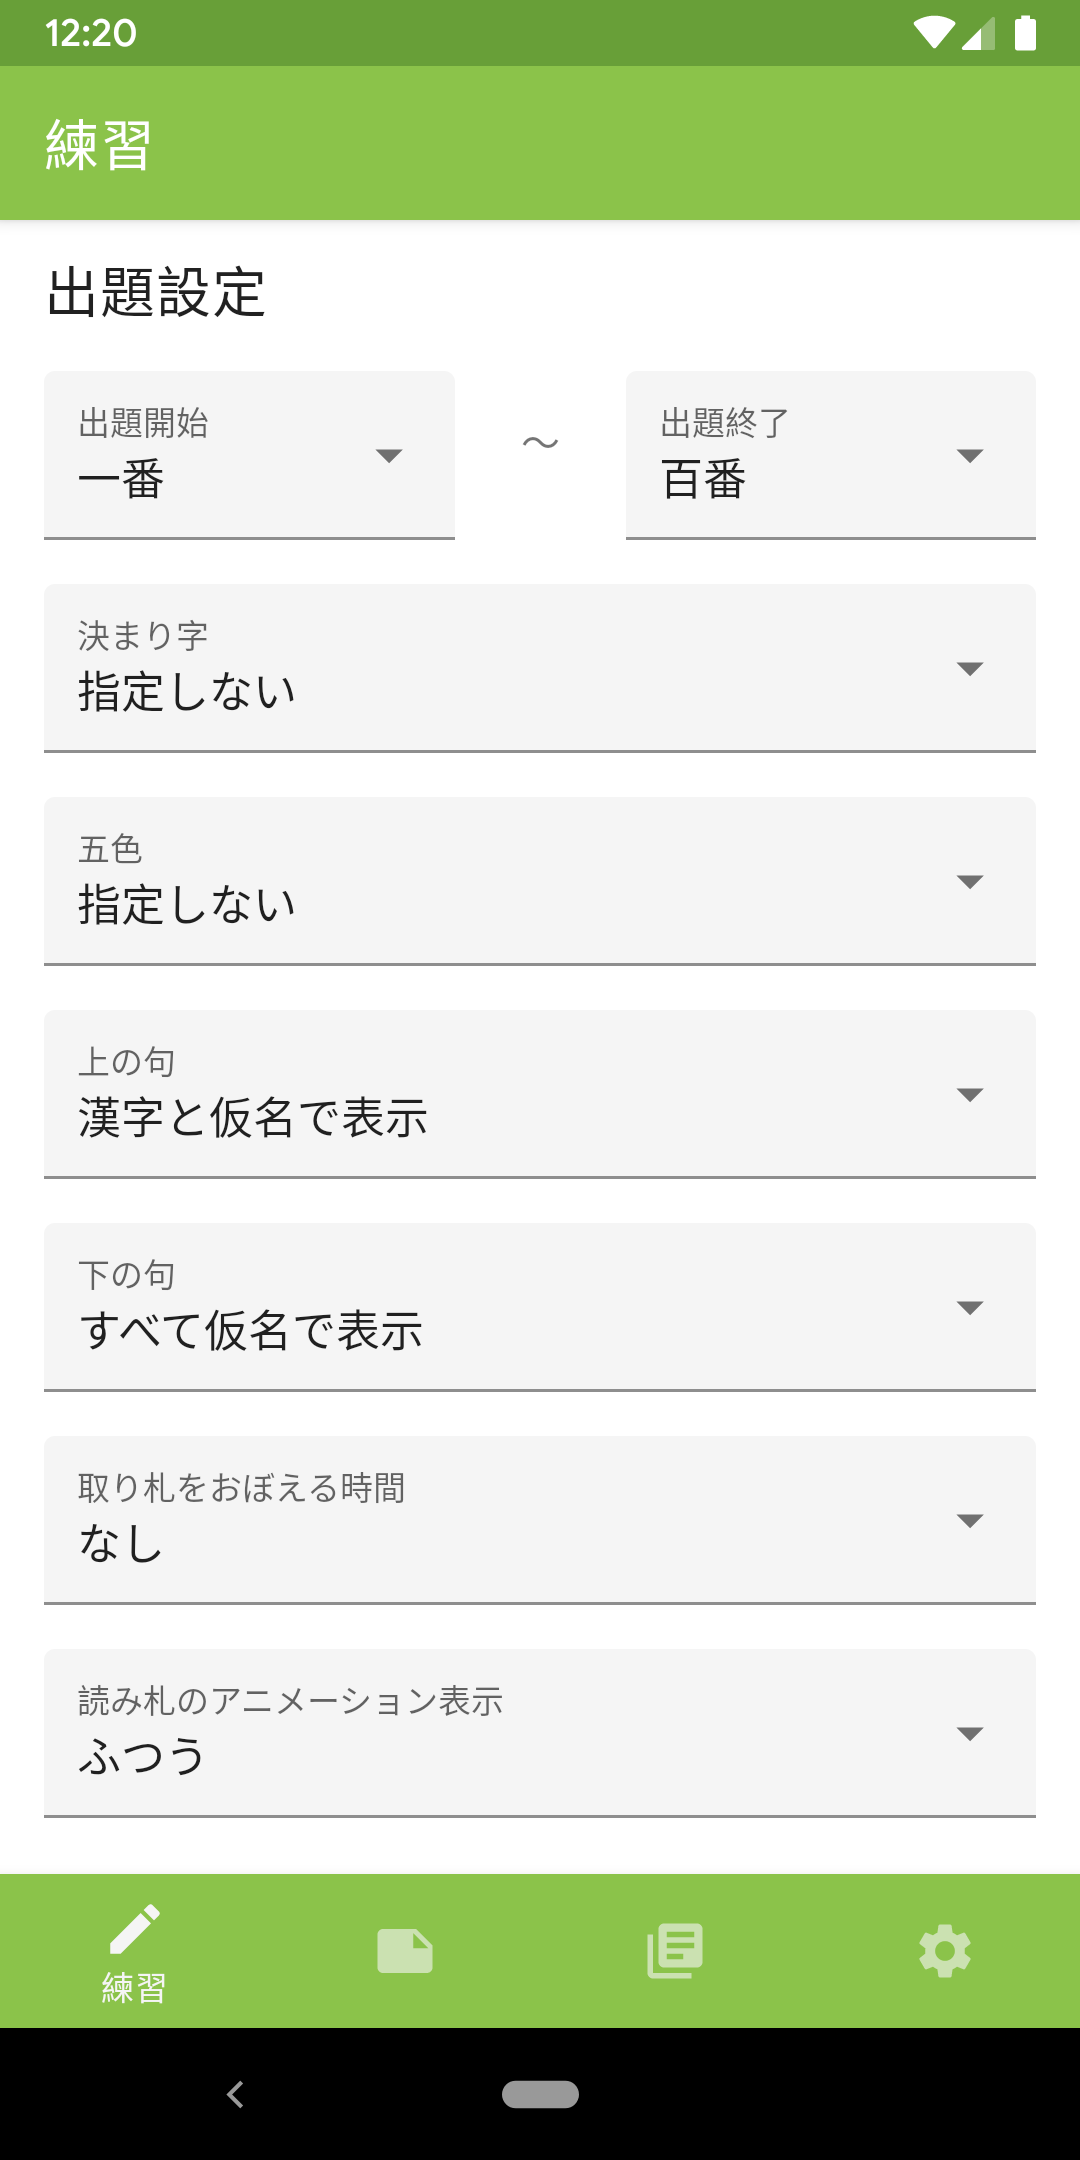 12:20
練習
出題設定
出題開始
一番
〜
出題終了
百番
決まり字
指定しない
五色
指定しない
上の句
漢字と仮名で表示
下の句
すべて仮名で表示
取り札をおぼえる時間
なし
読み札のアニメーション表示
ふつう
練習